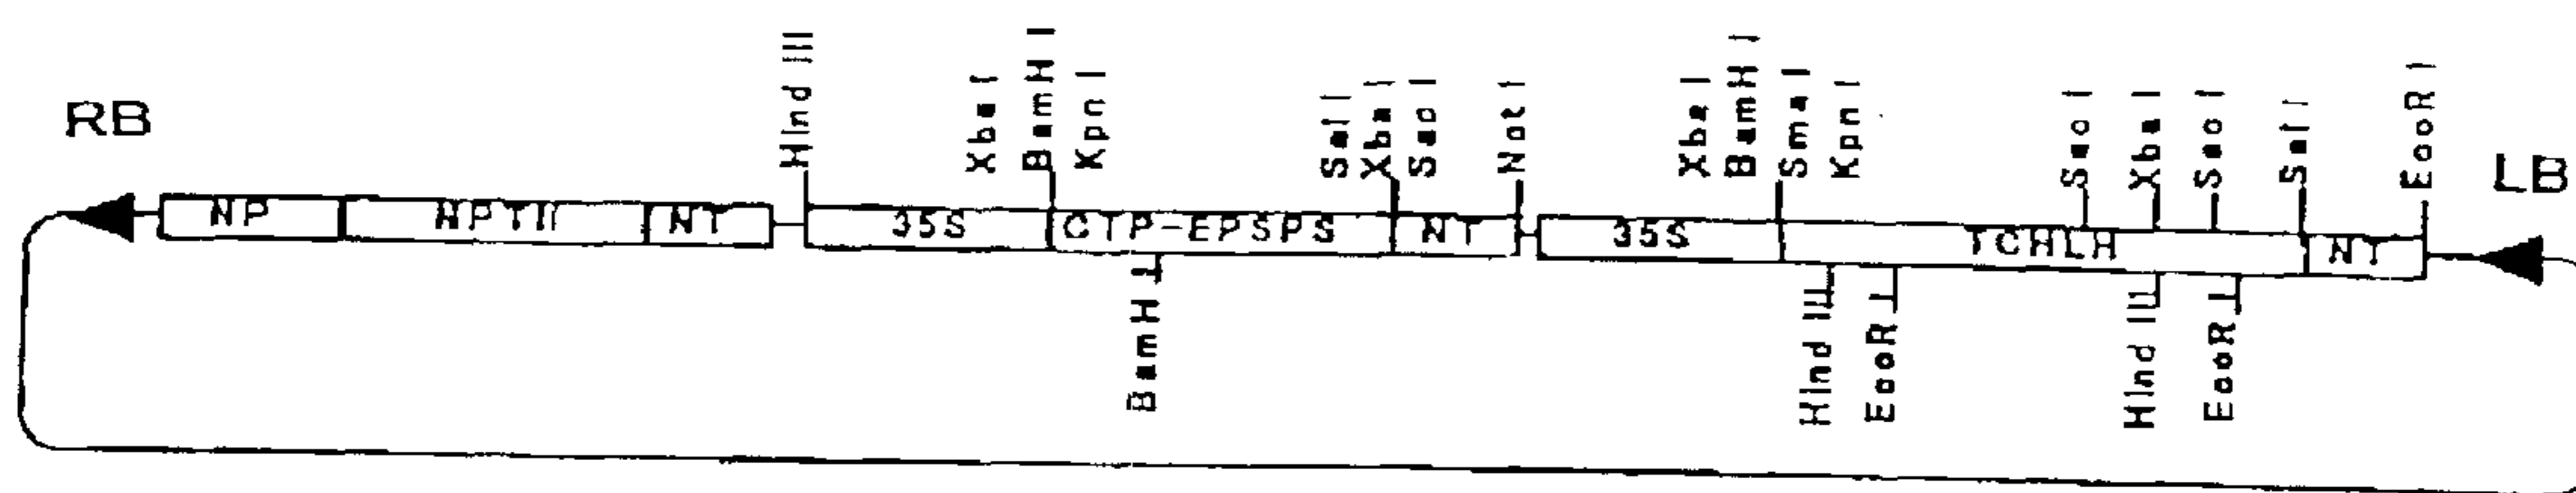 RB
HInd III
Xba I
BamH I
Kpn I
Sal I
Xba I
Sac I
Not I
Xba I
BamH I
Sma I
Kpn I
Sac I
Xba I
Sac I
Sal I
EcoR I
LB
NP
NPTII
NT
35S
CTP-EPSPS
NT
35S
TCHLH
NT
BamH I
HInd III
EcoR I
HInd III
EcoR I